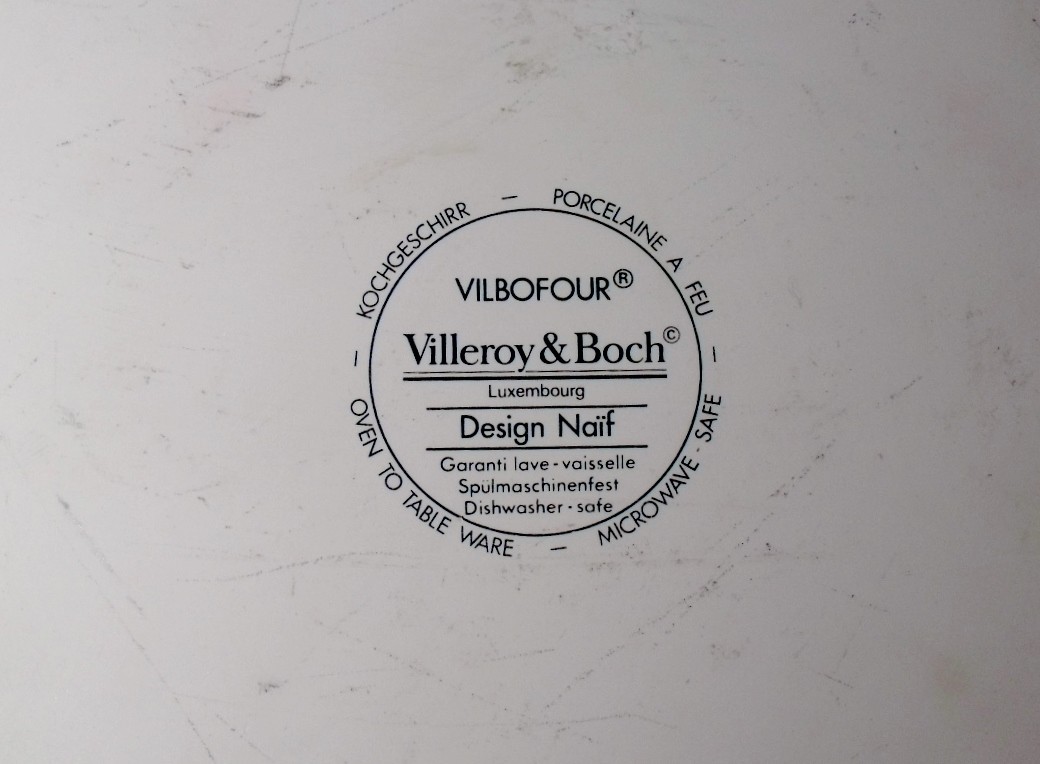 KOCHGESCHIRR — PORCELAINE A FEU —
VILBOFOUR®
Villeroy & Boch©
Luxembourg
Design Naïf
Garanti lave-vaisselle
Spülmaschinenfest
Dishwasher-safe
— OVEN TO TABLE WARE — MICROWAVE-SAFE